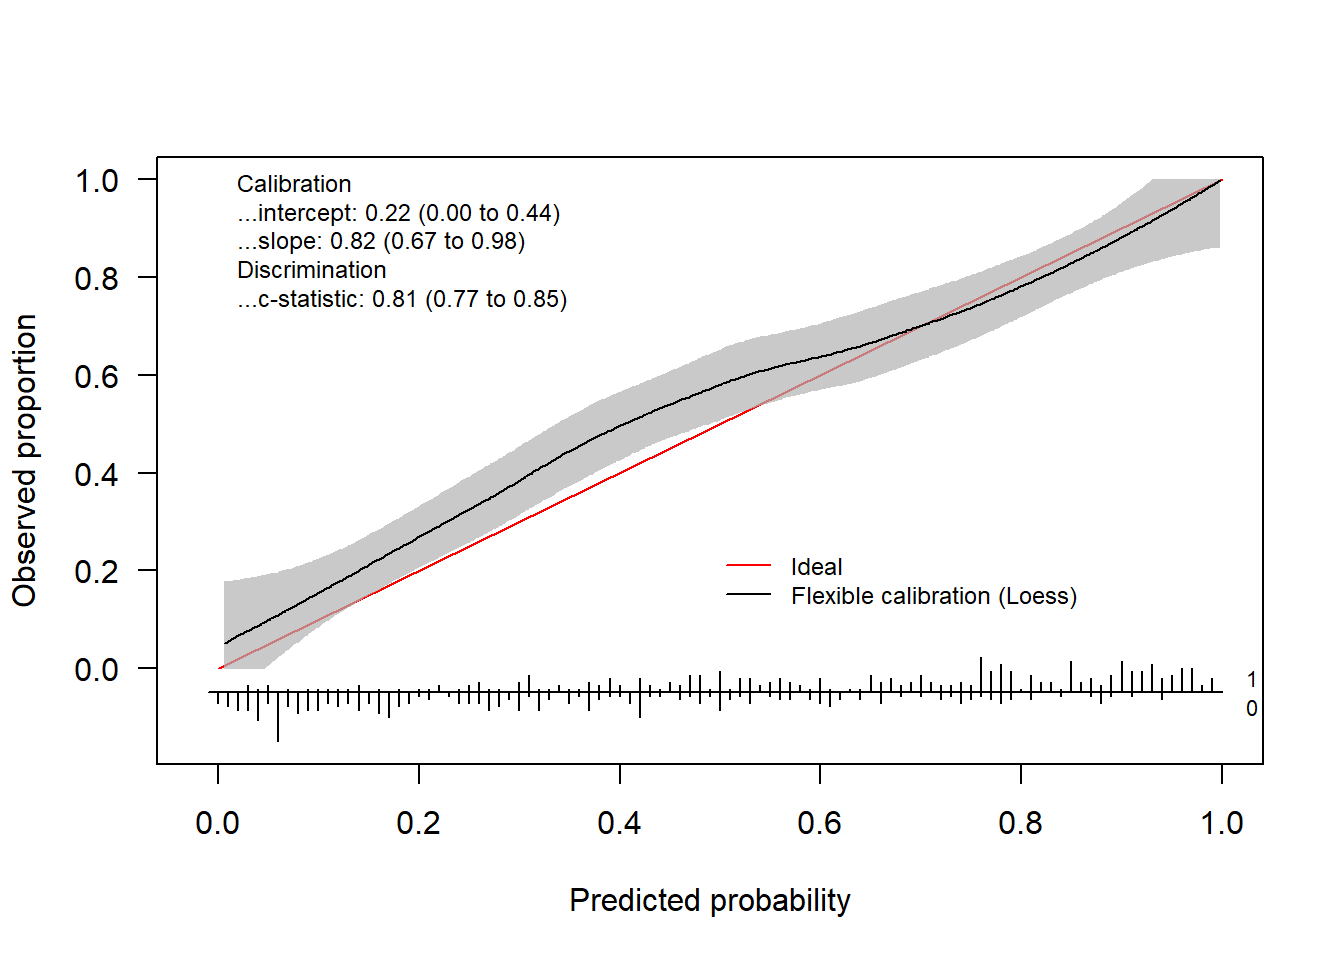 Calibration
...intercept: 0.22 (0.00 to 0.44)
...slope: 0.82 (0.67 to 0.98)
Discrimination
...c-statistic: 0.81 (0.77 to 0.85)
Observed proportion
1.0
0.8
0.6
0.4
0.2
0.0
Ideal
Flexible calibration (Loess)
1
0
0.0 0.2 0.4 0.6 0.8 1.0
Predicted probability